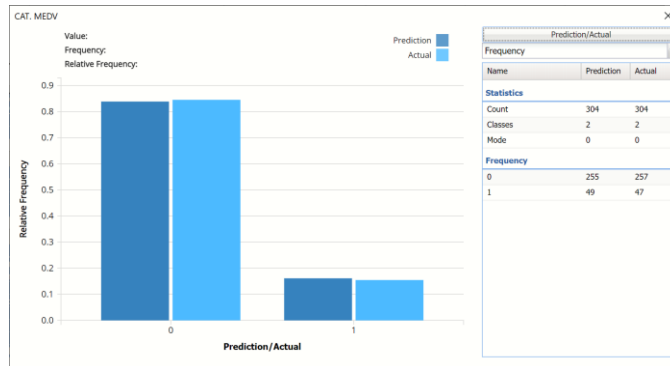 CAT. MEDV
Value:
Frequency:
Relative Frequency:
Prediction
Actual
0.9
0.8
0.7
0.6
0.5
0.4
0.3
0.2
0.1
0.0
Relative Frequency
0 1
Prediction/Actual
Prediction/Actual
Frequency
Name Prediction Actual
Statistics
Count 304 304
Classes 2 2
Mode 0 0
Frequency
0 255 257
1 49 47